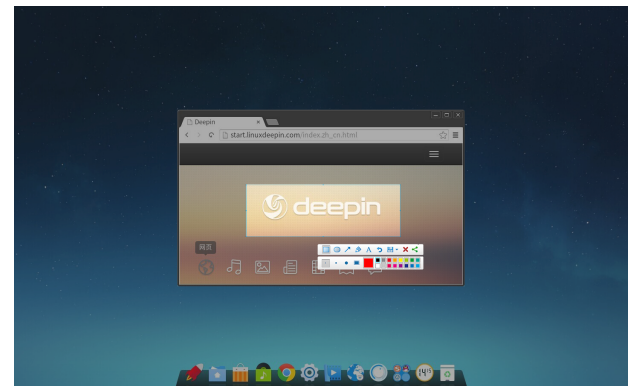 Deepin
start.linuxdeepin.com/index.zh_cn.html
deepin
网页
A